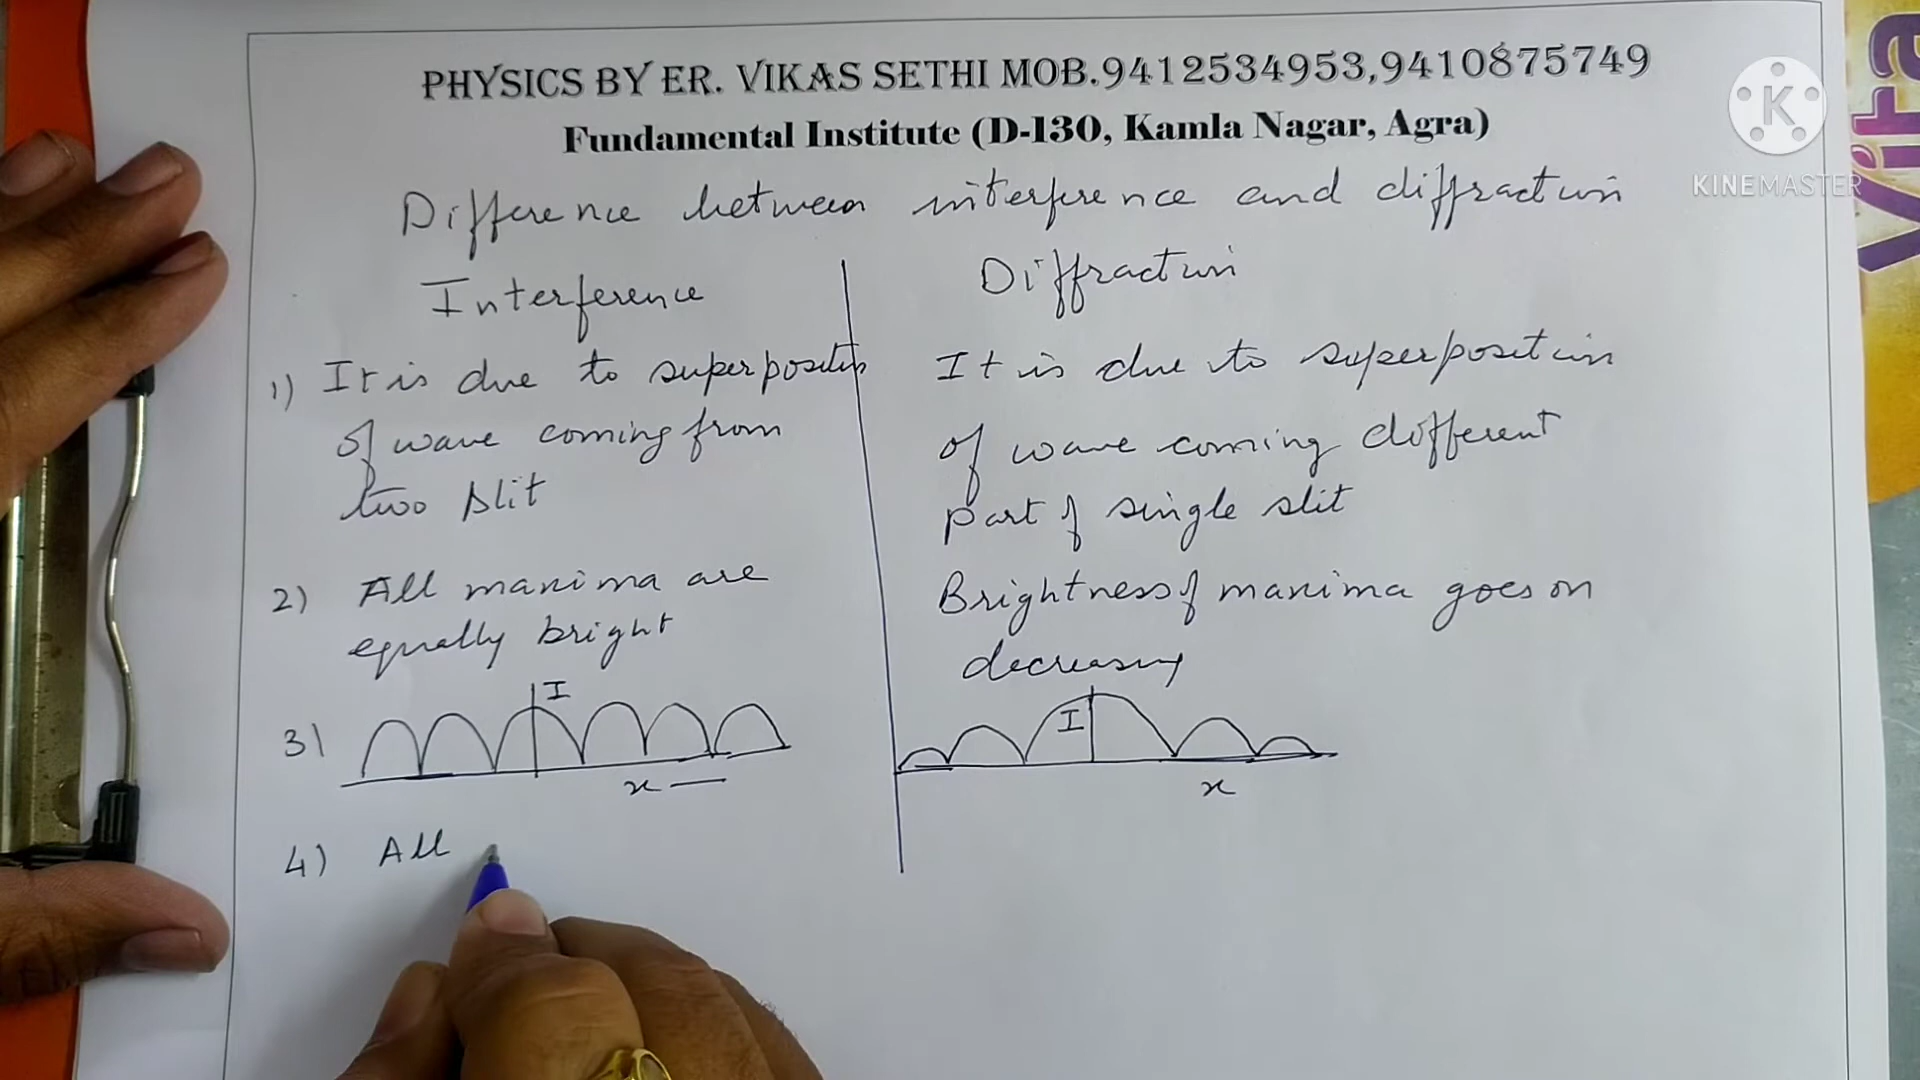 PHYSICS BY ER. VIKAS SETHI MOB.9412534953,9410875749
Fundamental Institute (D-130, Kamla Nagar, Agra)
KINEMASTER
Vita
Difference between interference and diffraction
Interference
Diffraction
1) It is due to superposition
of wave coming from
two slit
It is due to superposition
of wave coming different
part of single slit
2) All maxima are
equally bright
Brightness of maxima goes on
decreasing
3)
I
x
I
x
4) All